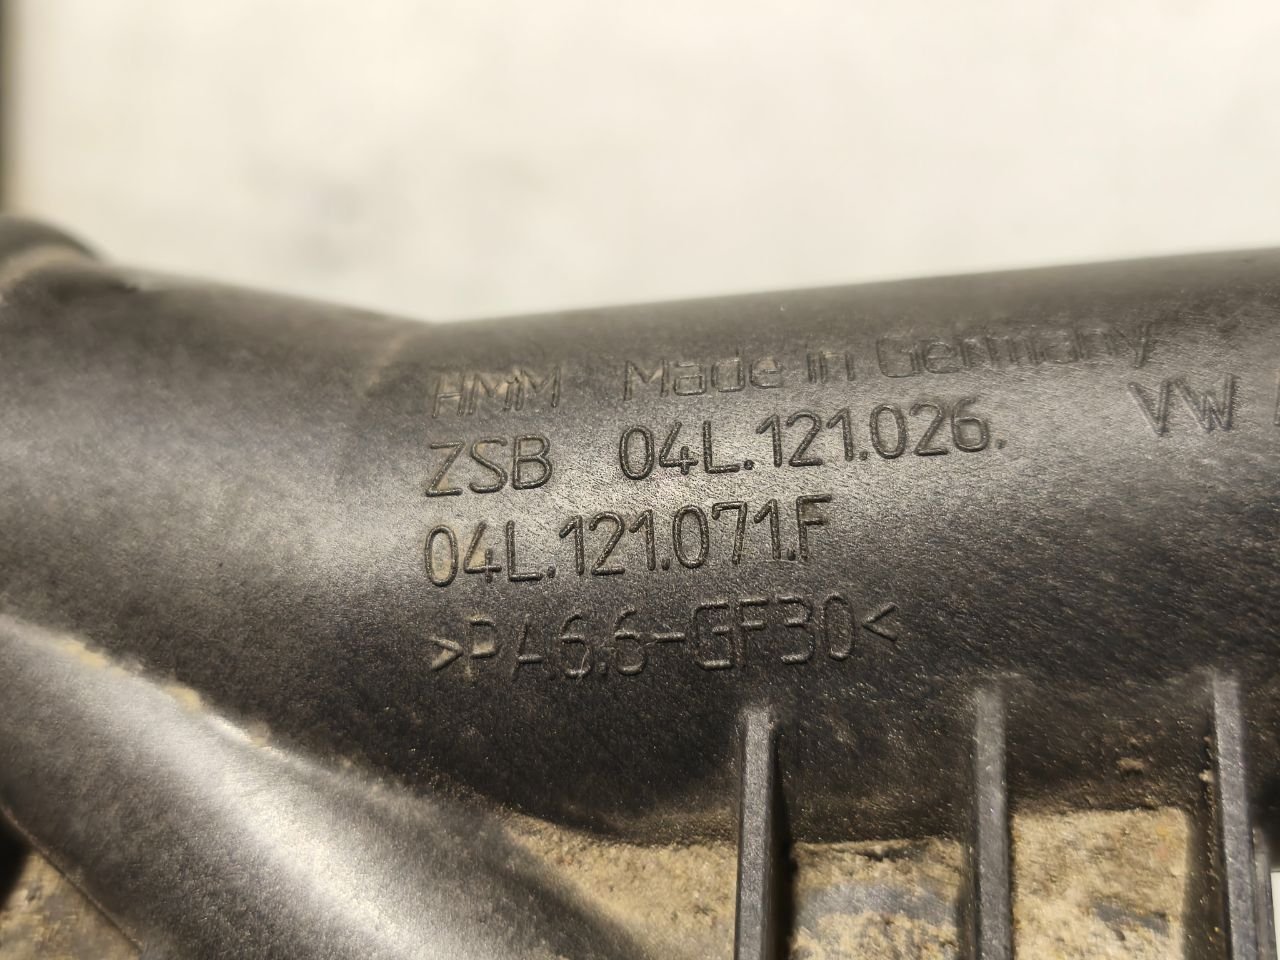 HMM Made in Germany
VW
ZSB 04L.121.026.
04L.121.071.F
>PA6.6-GF30<